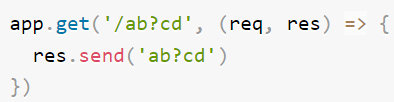 app.get('/ab?cd', (req, res) => {
  res.send('ab?cd')
})